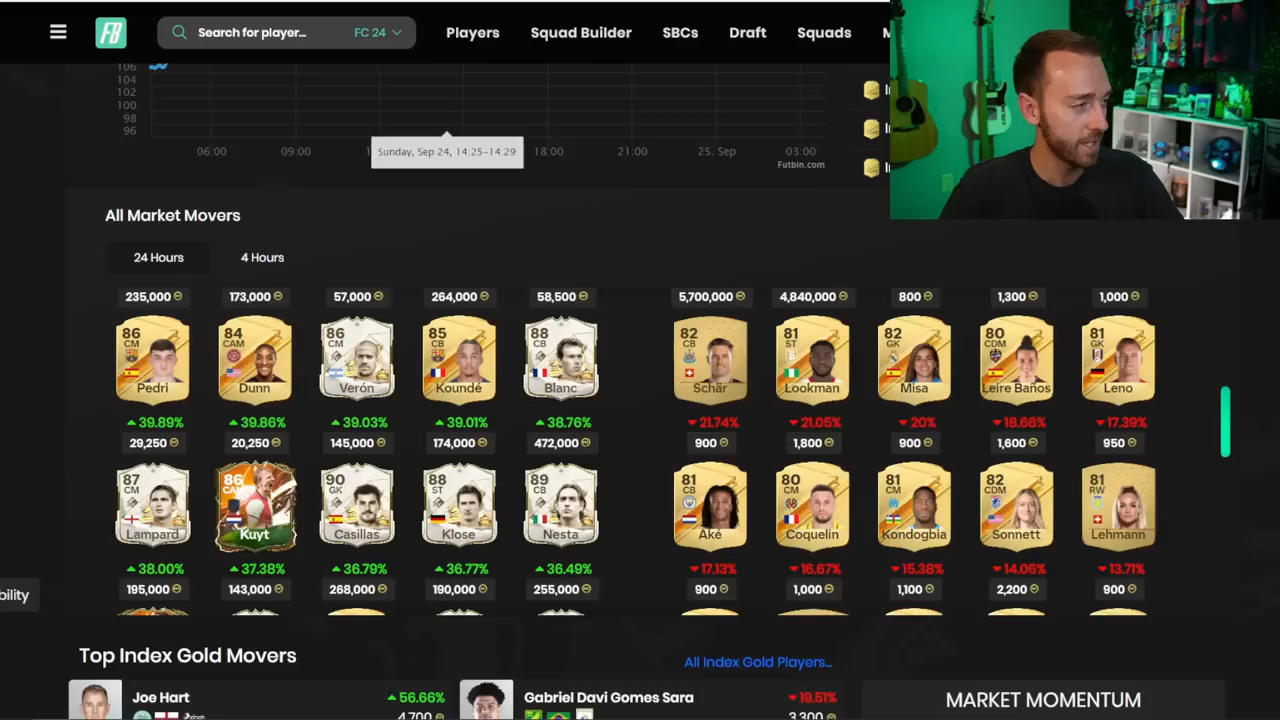 FB
Search for player...
FC 24
Players
Squad Builder
SBCs
Draft
Squads
M
106
104
102
100
98
96
Sunday, Sep 24, 14:25-14:29
06:00
09:00
1
18:00
21:00
25. Sep
03:00
Futbin.com
All Market Movers
24 Hours
4 Hours
235,000
173,000
57,000
264,000
58,500
5,700,000
4,840,000
800
1,300
1,000
86 CM Pedri
84 CAM Dunn
86 CM Verón
85 CB Koundé
88 CB Blanc
82 CB Schär
81 ST Lookman
82 GK Misa
80 CDM Leire Baños
81 GK Leno
39.89%
39.86%
39.03%
39.01%
38.76%
21.74%
21.05%
20%
18.66%
17.39%
29,250
20,250
145,000
174,000
472,000
900
1,800
900
1,600
950
87 CM Lampard
86 CAM Kuyt
90 GK Casillas
88 ST Klose
89 CB Nesta
81 CB Aké
80 CM Coquelin
81 CM Kondogbia
82 CDM Sonnett
81 RW Lehmann
38.00%
37.38%
36.79%
36.77%
36.49%
17.13%
16.67%
15.38%
14.06%
13.71%
195,000
143,000
268,000
190,000
255,000
900
1,000
1,100
2,200
900
bility
Top Index Gold Movers
All Index Gold Players...
Joe Hart
56.66%
4,700
Gabriel Davi Gomes Sara
19.51%
3,300
MARKET MOMENTUM